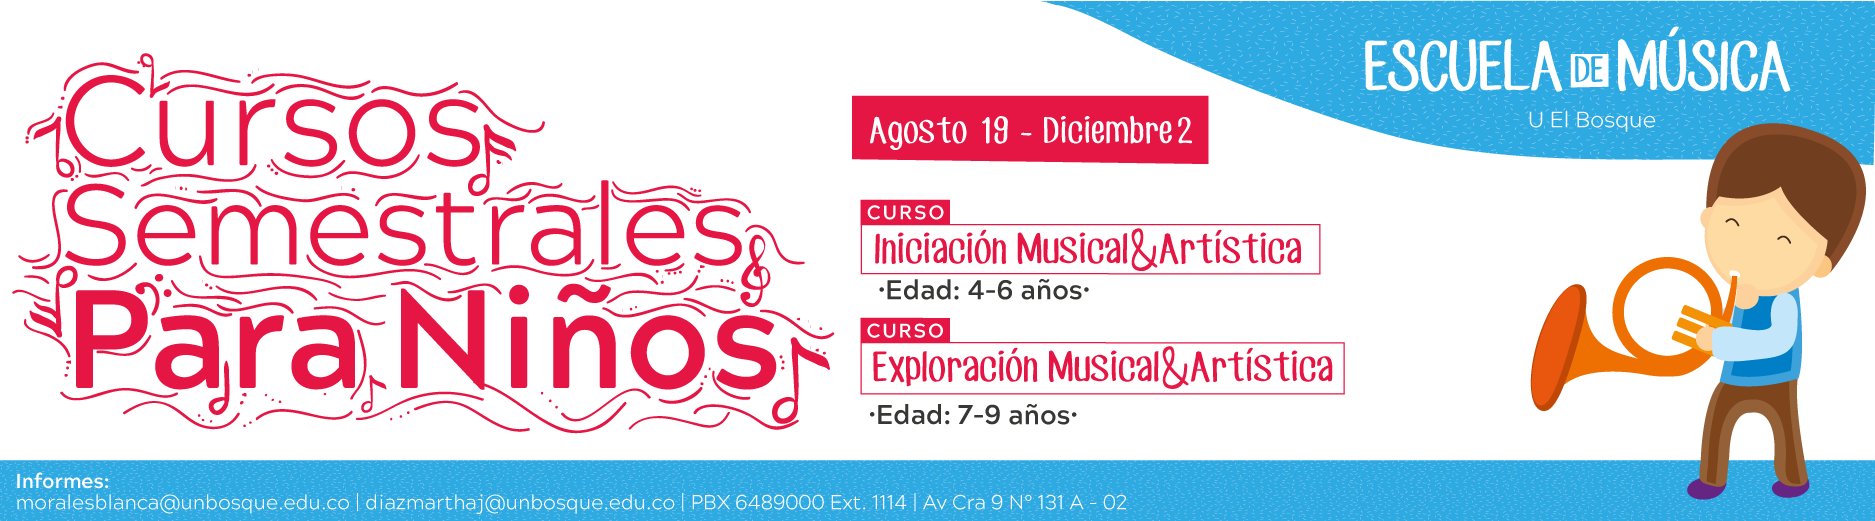 Cursos
Semestrales
Para Niños
Agosto 19 - Diciembre 2
CURSO
Iniciación Musical&Artística
·Edad: 4-6 años·
CURSO
Exploración Musical&Artística
·Edad: 7-9 años·
ESCUELA DE MÚSICA
U El Bosque
Informes:
moralesblanca@unbosque.edu.co | diazmarthaj@unbosque.edu.co | PBX 6489000 Ext. 1114 | Av Cra 9 N° 131 A - 02